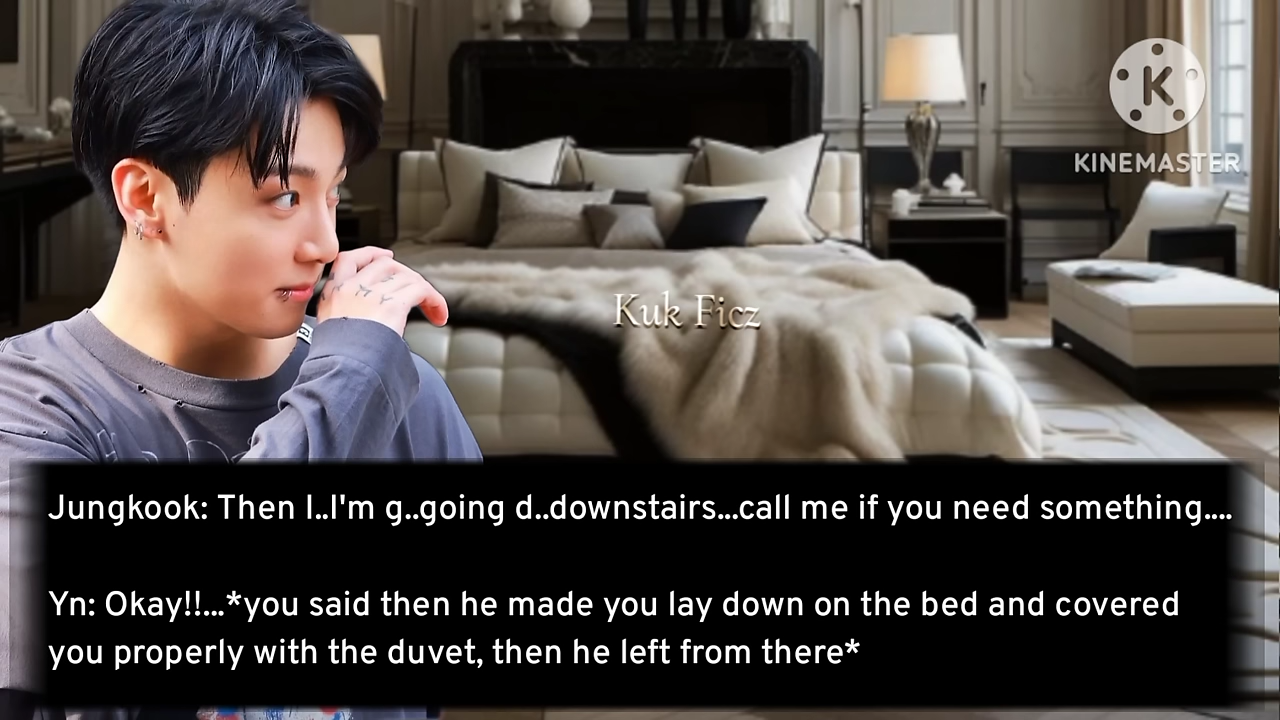 KINEMASTER
Kuk Ficz
Jungkook: Then I..I'm g..going d..downstairs...call me if you need something....
Yn: Okay!!...*you said then he made you lay down on the bed and covered
you properly with the duvet, then he left from there*